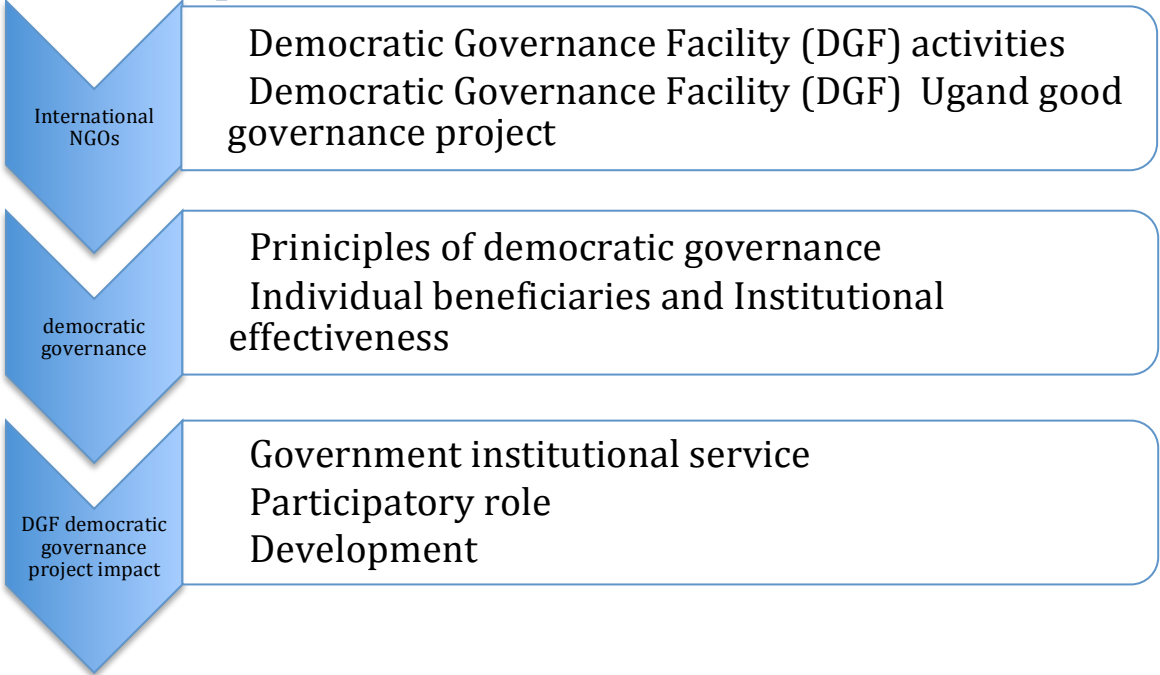 International
NGOs
Democratic Governance Facility (DGF) activities
Democratic Governance Facility (DGF) Ugand good
governance project
democratic
governance
Priniciples of democratic governance
Individual beneficiaries and Institutional
effectiveness
DGF democratic
governance
project impact
Government institutional service
Participatory role
Development